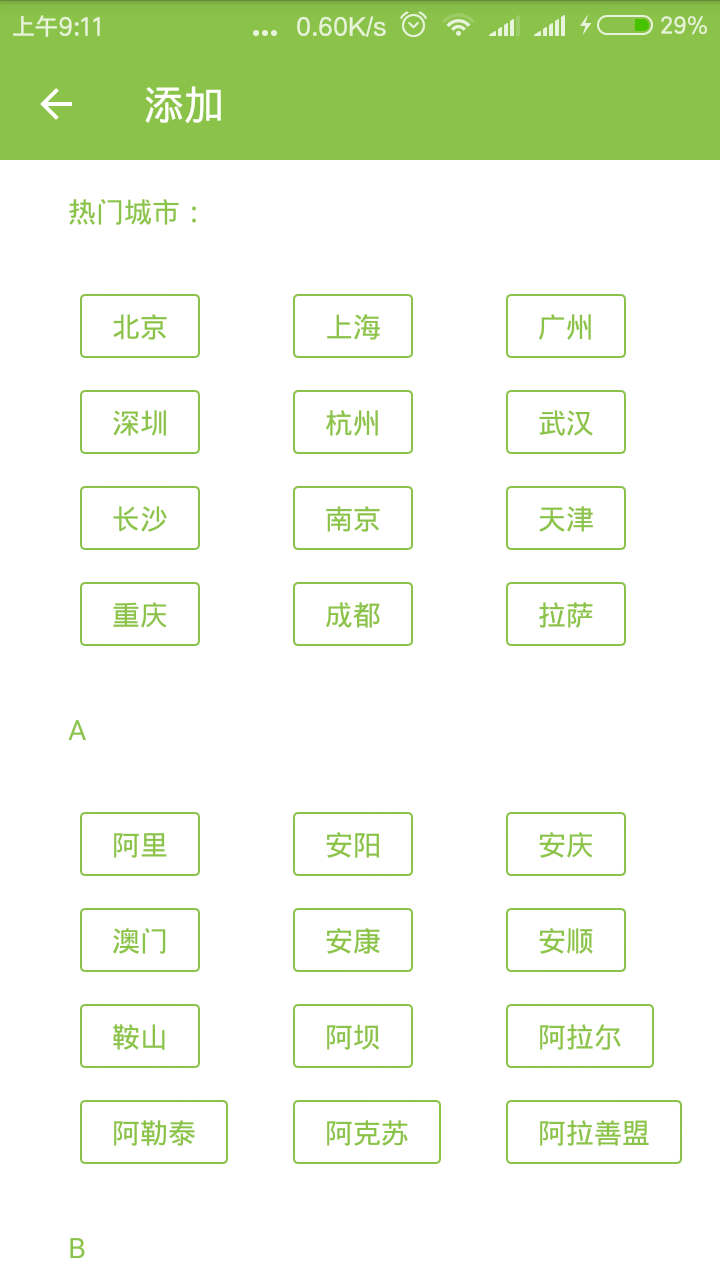 上午9:11 ... 0.60K/s 29%
添加
热门城市：
北京 上海 广州
深圳 杭州 武汉
长沙 南京 天津
重庆 成都 拉萨
A
阿里 安阳 安庆
澳门 安康 安顺
鞍山 阿坝 阿拉尔
阿勒泰 阿克苏 阿拉善盟
B